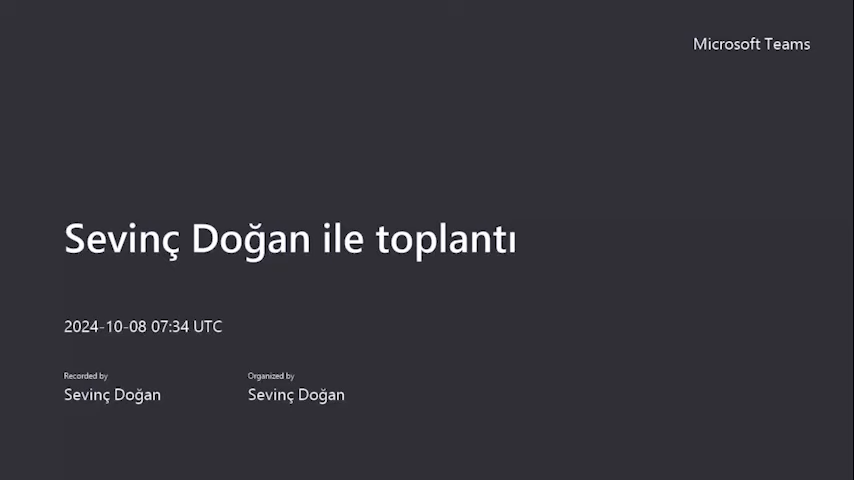 Microsoft Teams
Sevinç Doğan ile toplantı
2024-10-08 07:34 UTC
Recorded by
Sevinç Doğan
Organized by
Sevinç Doğan